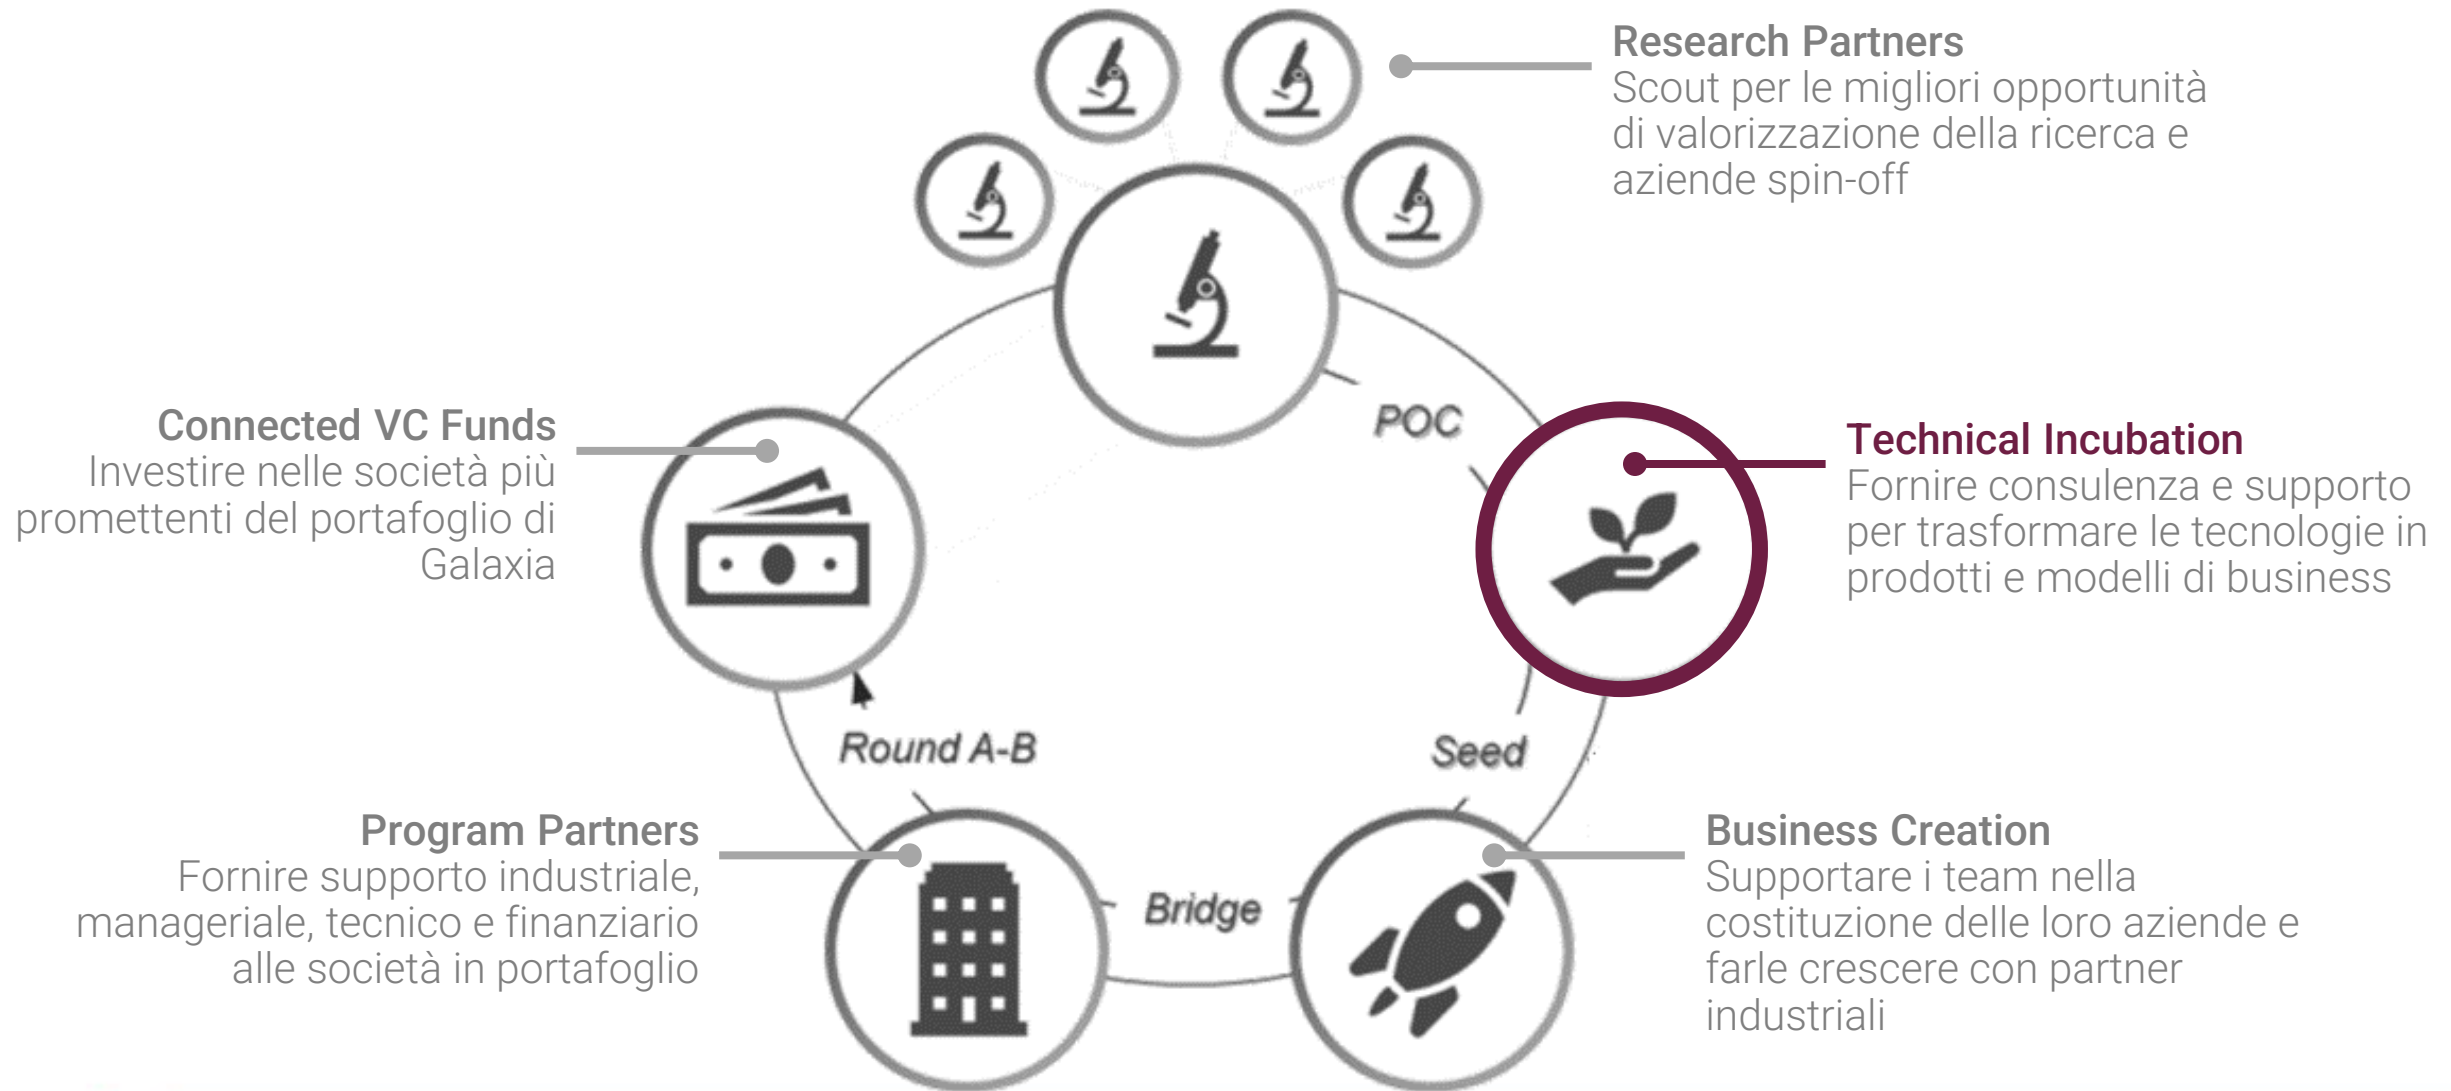 Research Partners
Scout per le migliori opportunità
di valorizzazione della ricerca e
aziende spin-off
POC
Technical Incubation
Fornire consulenza e supporto
per trasformare le tecnologie in
prodotti e modelli di business
Connected VC Funds
Investire nelle società più
promettenti del portafoglio di
Galaxia
Round A-B
Seed
Program Partners
Fornire supporto industriale,
manageriale, tecnico e finanziario
alle società in portafoglio
Bridge
Business Creation
Supportare i team nella
costituzione delle loro aziende e
farle crescere con partner
industriali